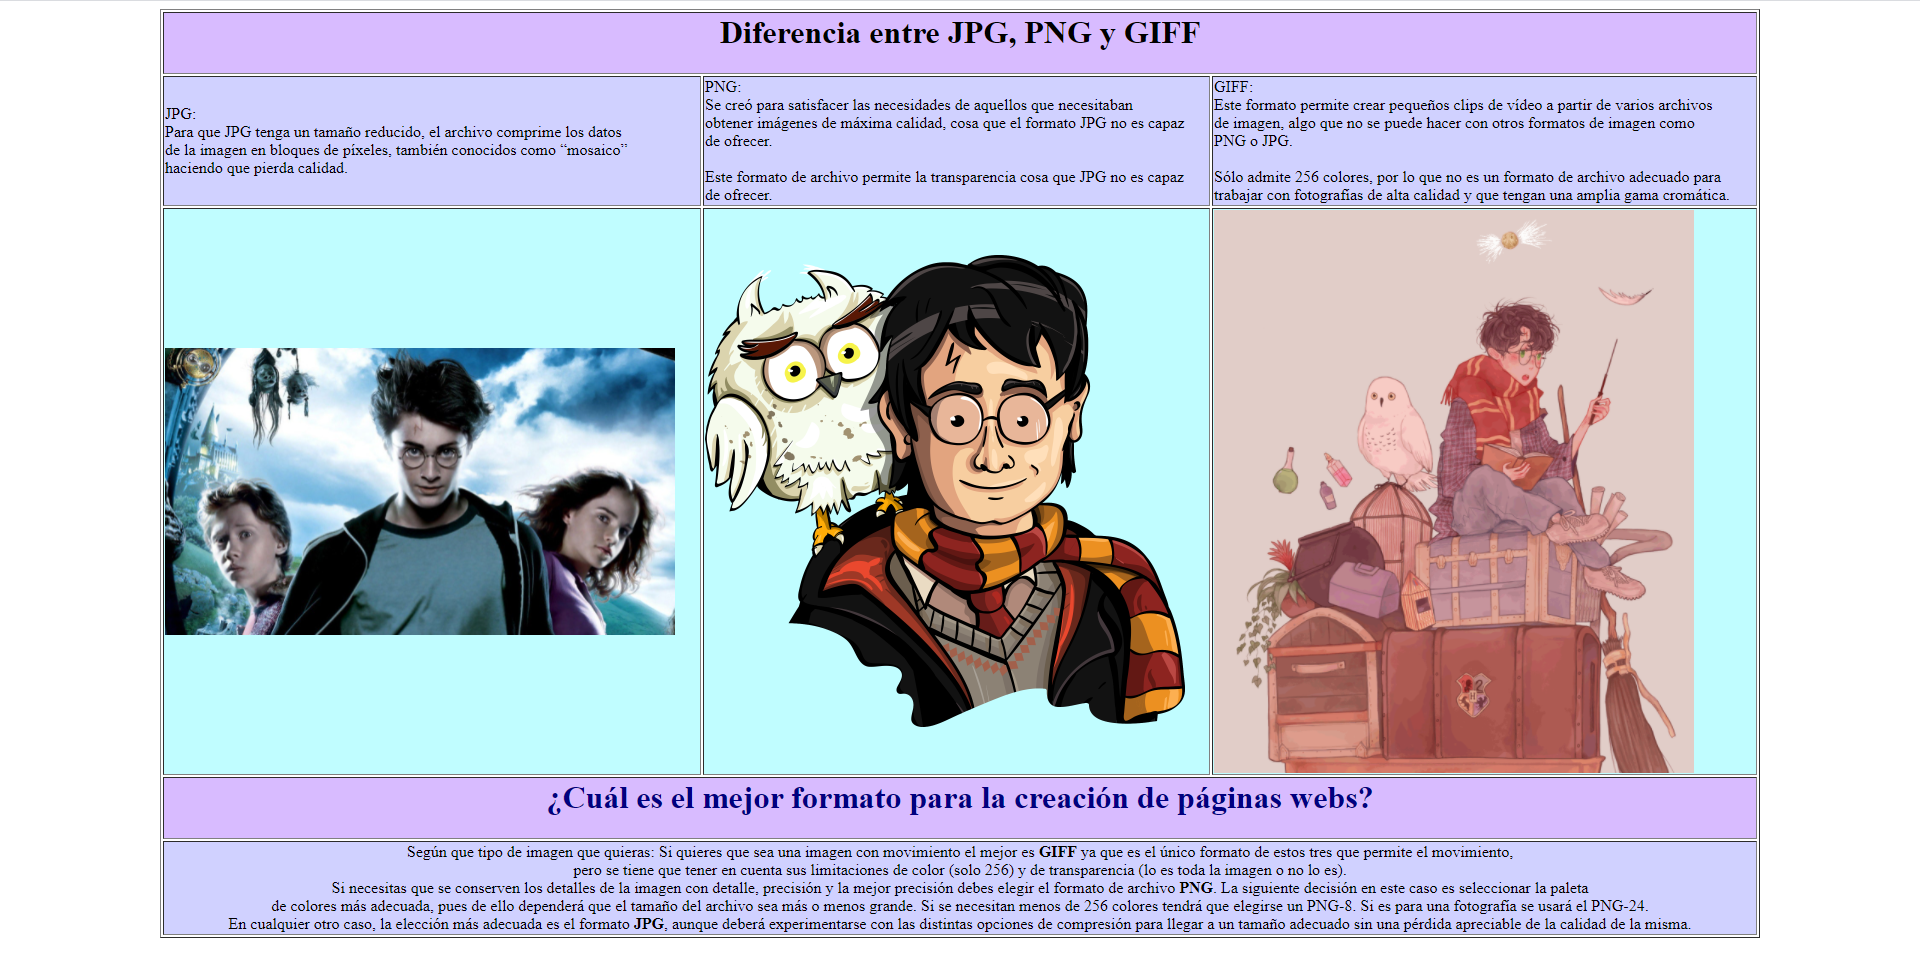 Diferencia entre JPG, PNG y GIFF
JPG:
Para que JPG tenga un tamaño reducido, el archivo comprime los datos
de la imagen en bloques de píxeles, también conocidos como “mosaico”
haciendo que pierda calidad.
PNG:
Se creó para satisfacer las necesidades de aquellos que necesitaban
obtener imágenes de máxima calidad, cosa que el formato JPG no es capaz
de ofrecer.
Este formato de archivo permite la transparencia cosa que JPG no es capaz
de ofrecer.
GIFF:
Este formato permite crear pequeños clips de vídeo a partir de varios archivos
de imagen, algo que no se puede hacer con otros formatos de imagen como
PNG o JPG.
Sólo admite 256 colores, por lo que no es un formato de archivo adecuado para
trabajar con fotografías de alta calidad y que tengan una amplia gama cromática.
¿Cuál es el mejor formato para la creación de páginas webs?
Según que tipo de imagen que quieras: Si quieres que sea una imagen con movimiento el mejor es GIFF ya que es el único formato de estos tres que permite el movimiento,
pero se tiene que tener en cuenta sus limitaciones de color (solo 256) y de transparencia (lo es toda la imagen o no lo es).
Si necesitas que se conserven los detalles de la imagen con detalle, precisión y la mejor precisión debes elegir el formato de archivo PNG. La siguiente decisión en este caso es seleccionar la paleta
de colores más adecuada, pues de ello dependerá que el tamaño del archivo sea más o menos grande. Si se necesitan menos de 256 colores tendrá que elegirse un PNG-8. Si es para una fotografía se usará el PNG-24.
En cualquier otro caso, la elección más adecuada es el formato JPG, aunque deberá experimentarse con las distintas opciones de compresión para llegar a un tamaño adecuado sin una pérdida apreciable de la calidad de la misma.